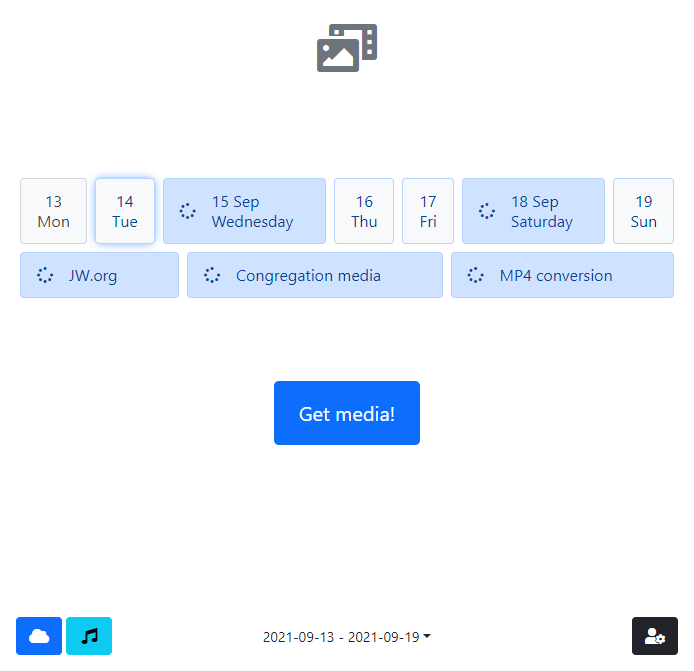 13
Mon
14
Tue
15 Sep
Wednesday
16
Thu
17
Fri
18 Sep
Saturday
19
Sun
JW.org
Congregation media
MP4 conversion
Get media!
2021-09-13 - 2021-09-19